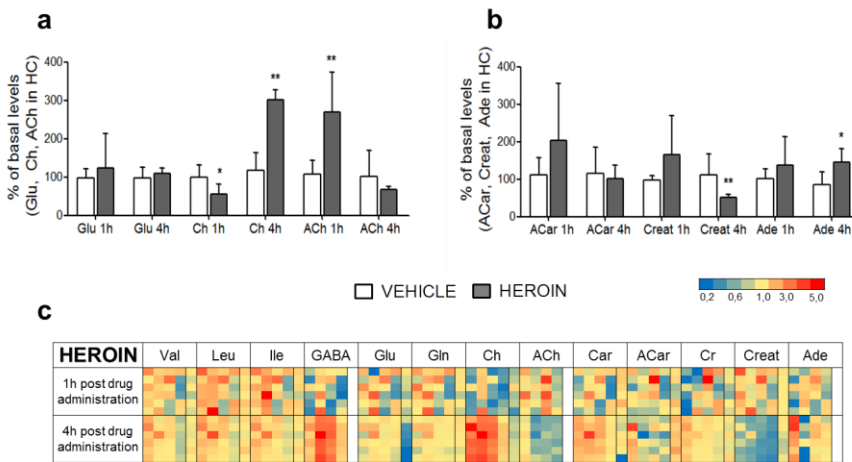 a
% of basal levels
(Glu, Ch, ACh in HC)
400
300
200
100
0
*
**
**
Glu 1h Glu 4h Ch 1h Ch 4h ACh 1h ACh 4h
b
% of basal levels
(ACar, Creat, Ade in HC)
400
300
200
100
0
**
*
ACar 1h ACar 4h Creat 1h Creat 4h Ade 1h Ade 4h
VEHICLE HEROIN
0,2 0,6 1,0 3,0 5,0
c
HEROIN Val Leu Ile GABA Glu Gln Ch ACh Car ACar Cr Creat Ade
1h post drug
administration
4h post drug
administration